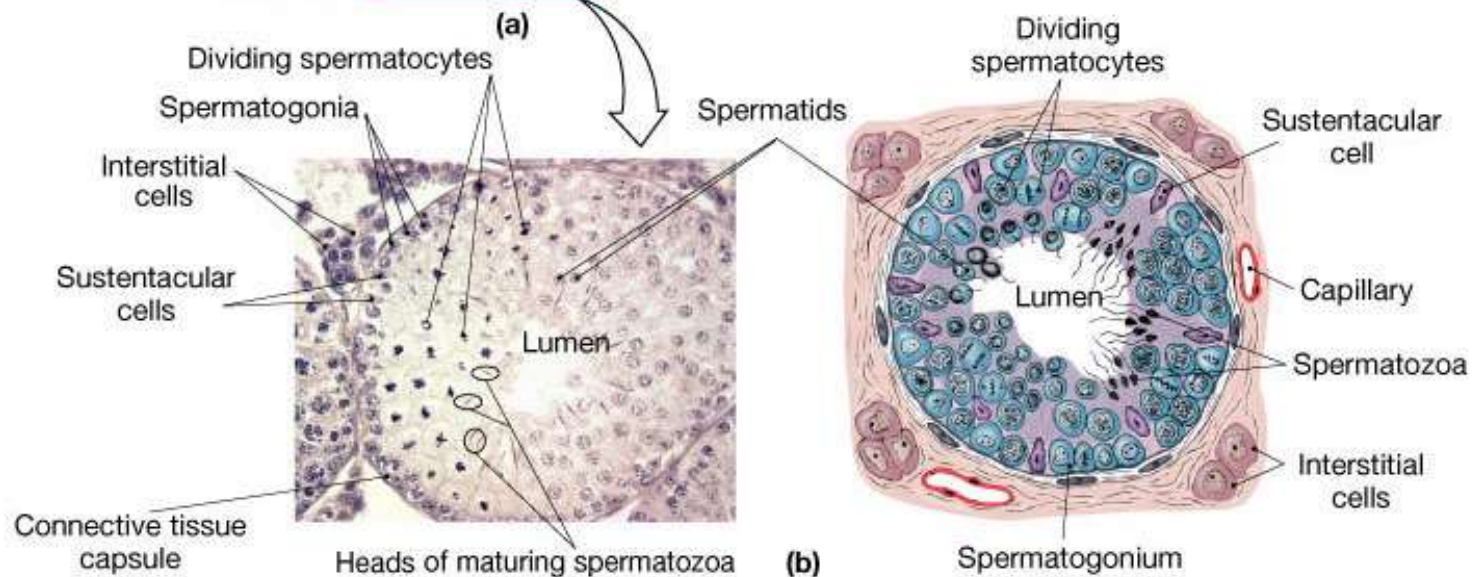 (a)
Dividing spermatocytes
Spermatogonia
Interstitial
cells
Sustentacular
cells
Connective tissue
capsule
Heads of maturing spermatozoa
Lumen
Spermatids
Dividing
spermatocytes
Sustentacular
cell
Lumen
Capillary
Spermatozoa
Interstitial
cells
Spermatogonium
(b)